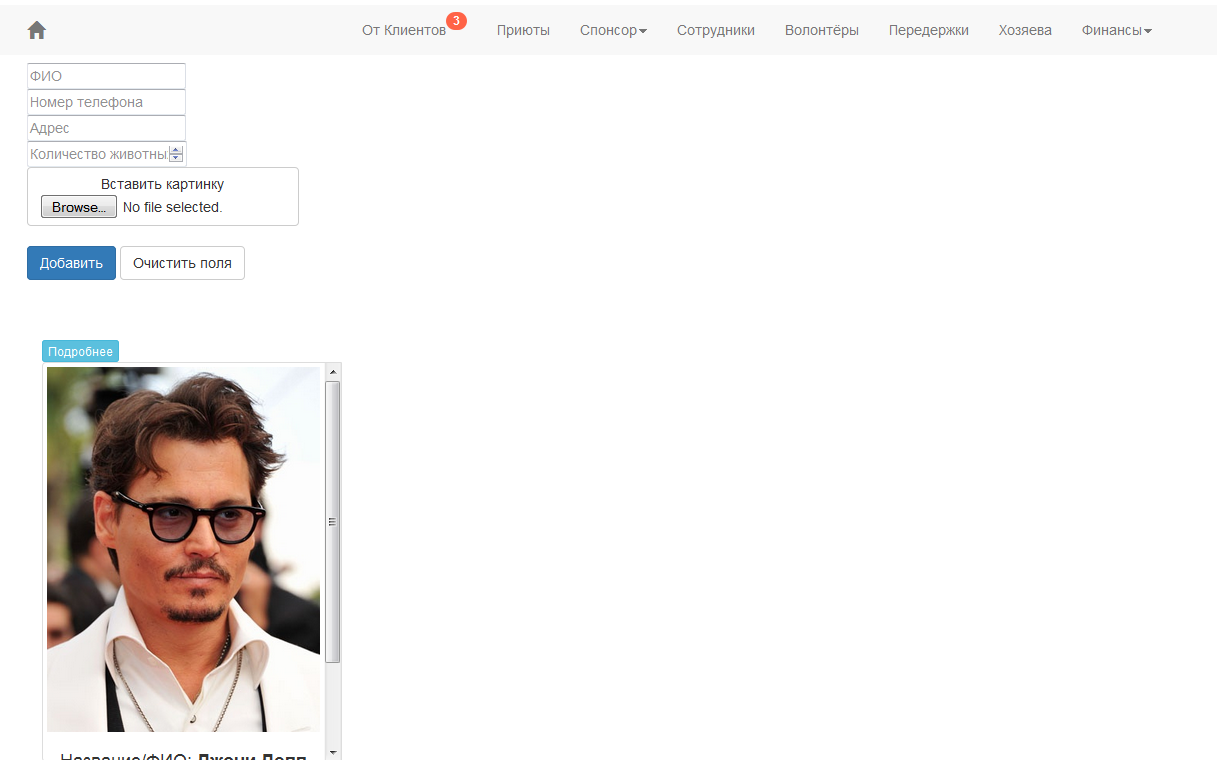 От Клиентов 3 Приюты Спонсор Сотрудники Волонтёры Передержки Хозяева Финансы
ФИО
Номер телефона
Адрес
Количество животны
Вставить картинку
Browse... No file selected.
Добавить Очистить поля
Подробнее
Название/ФИО: Джони Депп